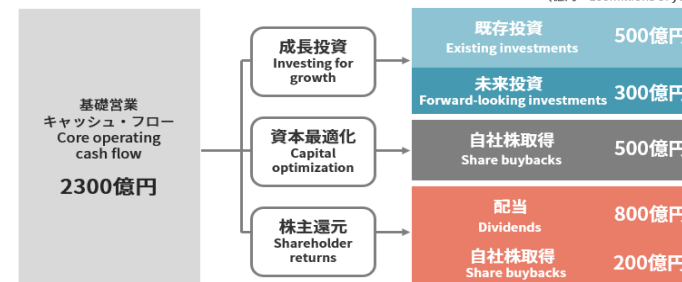 基礎営業
キャッシュ・フロー
Core operating
cash flow
2300億円
成長投資
Investing for
growth
資本最適化
Capital
optimization
株主還元
Shareholder
returns
既存投資
Existing investments
500億円
未来投資
Forward-looking investments
300億円
自社株取得
Share buybacks
500億円
配当
Dividends
800億円
自社株取得
Share buybacks
200億円